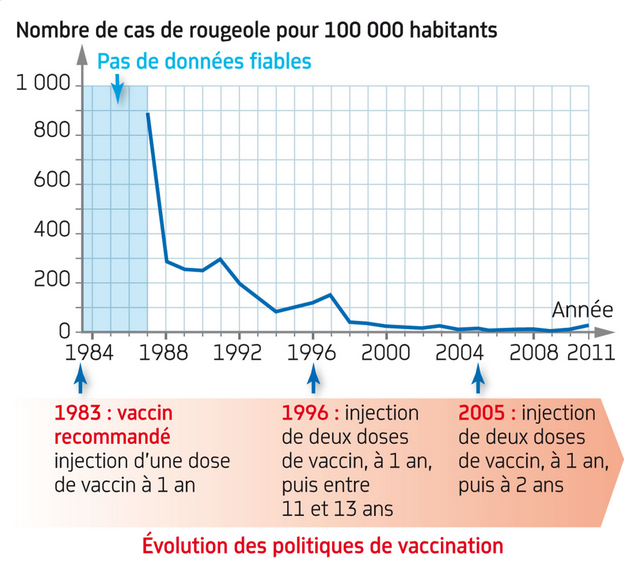 Nombre de cas de rougeole pour 100 000 habitants
Pas de données fiables
1 000
800
600
400
200
0
Année
1984 1988 1992 1996 2000 2004 2008 2011
1983 : vaccin
recommandé
injection d’une dose
de vaccin à 1 an
1996 : injection
de deux doses
de vaccin, à 1 an,
puis entre
11 et 13 ans
2005 : injection
de deux doses
de vaccin, à 1 an,
puis à 2 ans
Évolution des politiques de vaccination